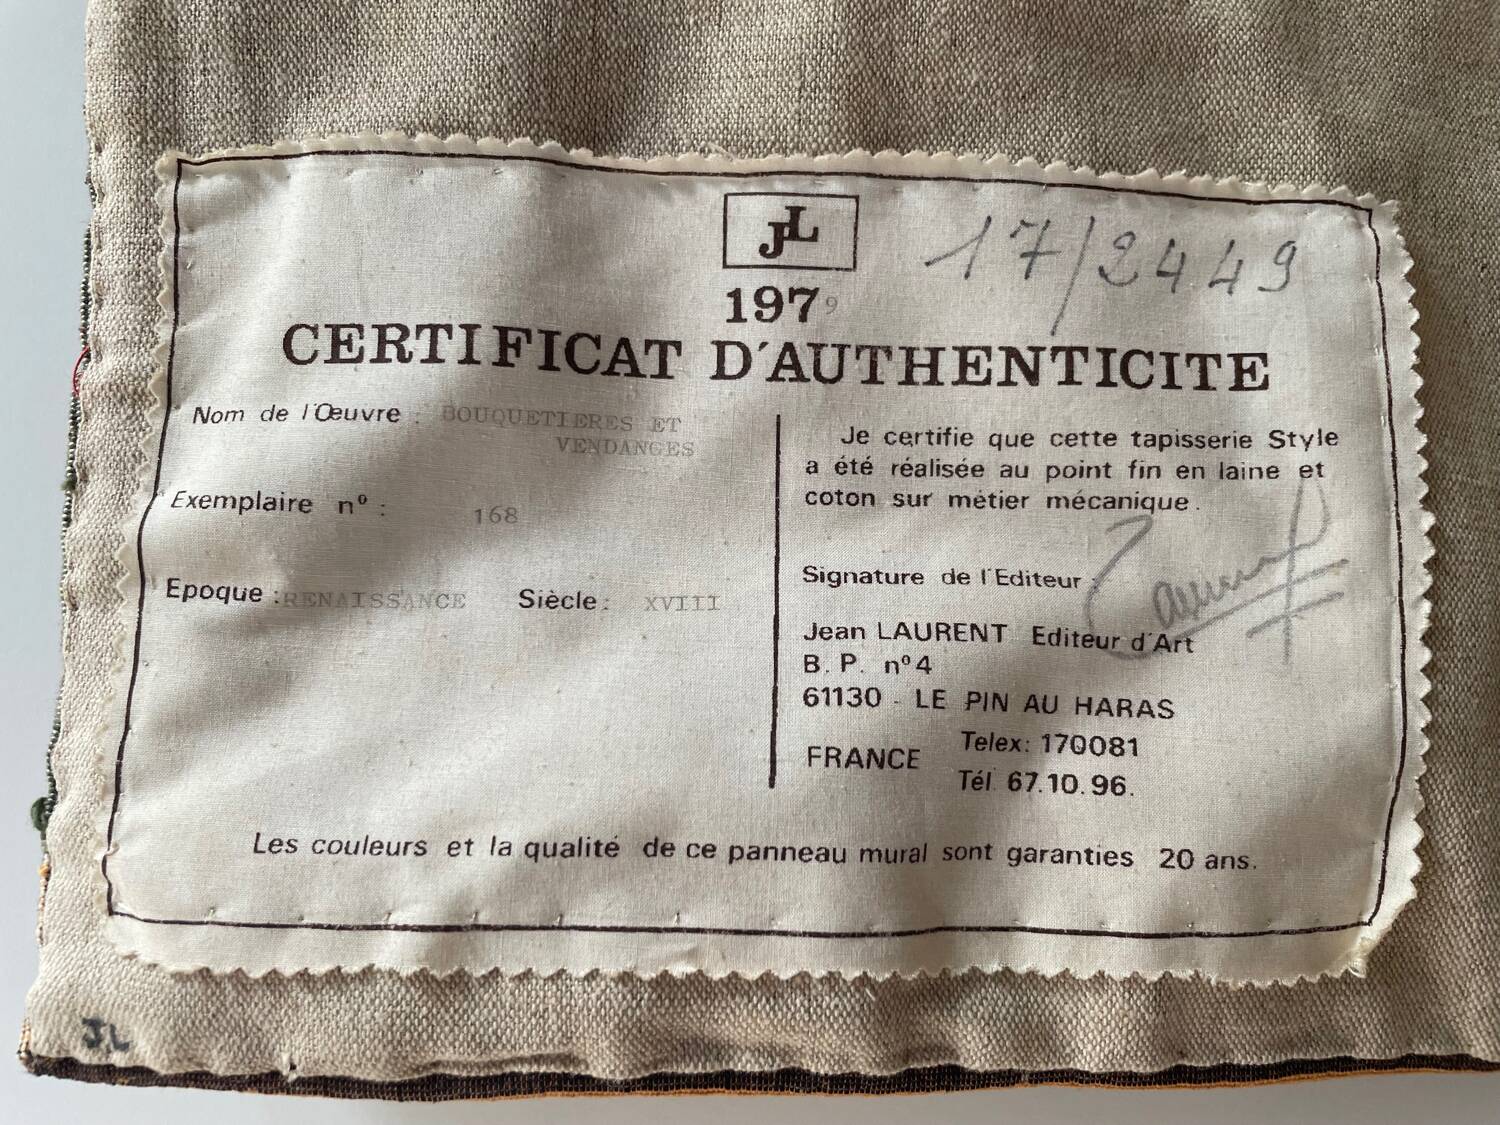 JL
17/2449
1979
CERTIFICAT D'AUTHENTICITE
Nom de l'Œuvre : BOUQUETIERES ET
VENDANGES
Exemplaire nº : 168
Epoque : RENAISSANCE Siècle : XVIII
Je certifie que cette tapisserie Style
a été réalisée au point fin en laine et
coton sur métier mécanique.
Signature de l'Editeur :
Jean LAURENT Editeur d'Art
B. P. nº4
61130 - LE PIN AU HARAS
FRANCE
Telex: 170081
Tél. 67.10.96.
Les couleurs et la qualité de ce panneau mural sont garanties 20 ans.
JL